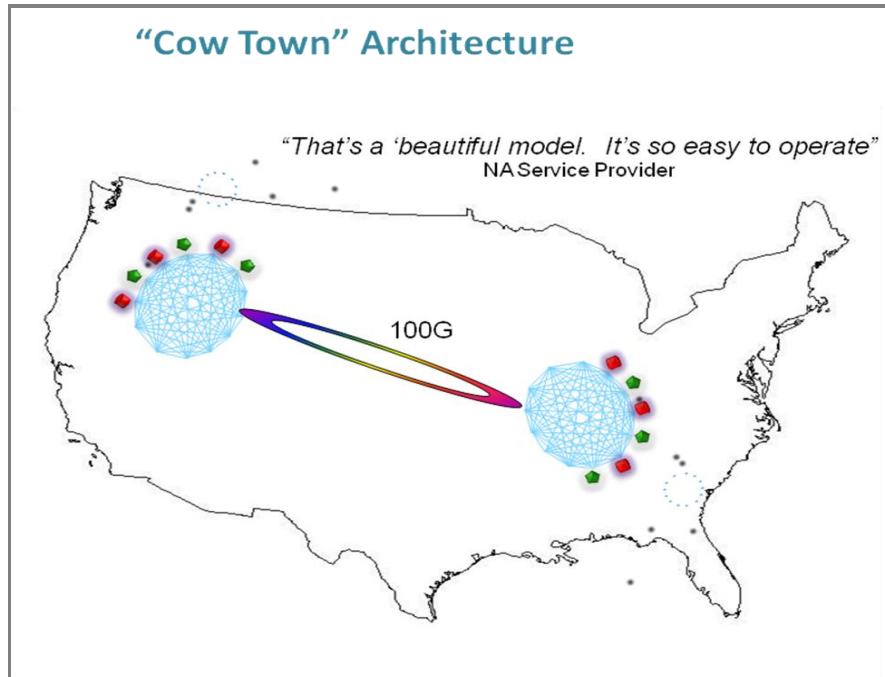 “Cow Town” Architecture
“That's a ‘beautiful model. It's so easy to operate”
NA Service Provider
100G